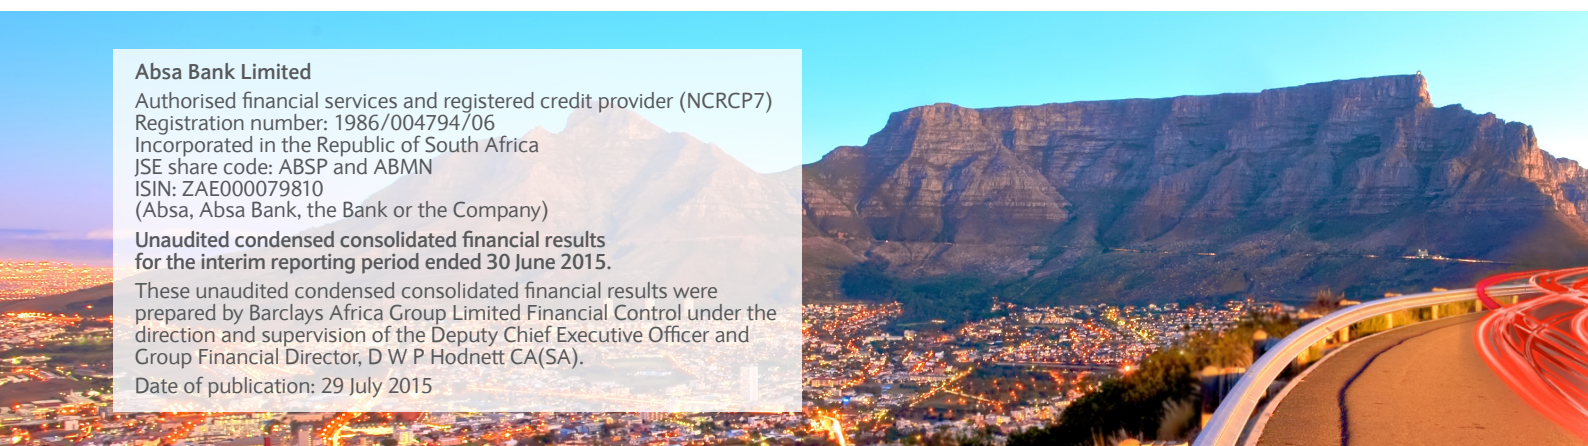 Absa Bank Limited
Authorised financial services and registered credit provider (NCRCP7)
Registration number: 1986/004794/06
Incorporated in the Republic of South Africa
JSE share code: ABSP and ABMN
ISIN: ZAE000079810
(Absa, Absa Bank, the Bank or the Company)
Unaudited condensed consolidated financial results
for the interim reporting period ended 30 June 2015.
These unaudited condensed consolidated financial results were
prepared by Barclays Africa Group Limited Financial Control under the
direction and supervision of the Deputy Chief Executive Officer and
Group Financial Director, D W P Hodnett CA(SA).
Date of publication: 29 July 2015